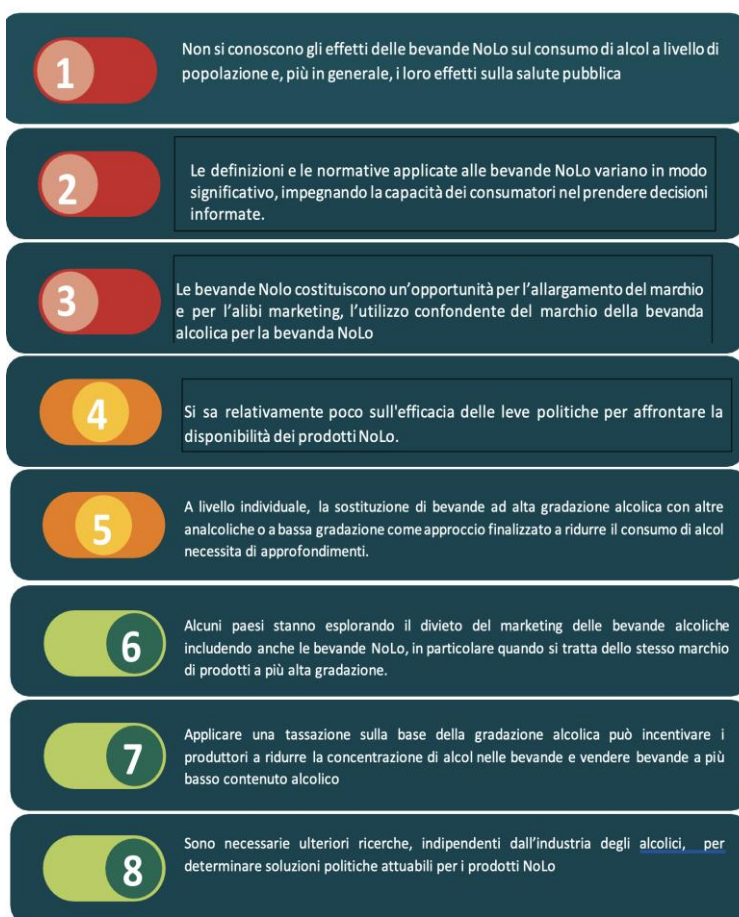 1
Non si conoscono gli effetti delle bevande NoLo sul consumo di alcol a livello di
popolazione e, più in generale, i loro effetti sulla salute pubblica
2
Le definizioni e le normative applicate alle bevande NoLo variano in modo
significativo, impegnando la capacità dei consumatori nel prendere decisioni
informate.
3
Le bevande Nolo costituiscono un'opportunità per l'allargamento del marchio
e per l'alibi marketing, l'utilizzo confondente del marchio della bevanda
alcolica per la bevanda NoLo
4
Si sa relativamente poco sull'efficacia delle leve politiche per affrontare la
disponibilità dei prodotti NoLo.
5
A livello individuale, la sostituzione di bevande ad alta gradazione alcolica con altre
analcoliche o a bassa gradazione come approccio finalizzato a ridurre il consumo di alcol
necessita di approfondimenti.
6
Alcuni paesi stanno esplorando il divieto del marketing delle bevande alcoliche
includendo anche le bevande NoLo, in particolare quando si tratta dello stesso marchio
di prodotti a più alta gradazione.
7
Applicare una tassazione sulla base della gradazione alcolica può incentivare i
produttori a ridurre la concentrazione di alcol nelle bevande e vendere bevande a più
basso contenuto alcolico
8
Sono necessarie ulteriori ricerche, indipendenti dall'industria degli alcolici, per
determinare soluzioni politiche attuabili per i prodotti NoLo